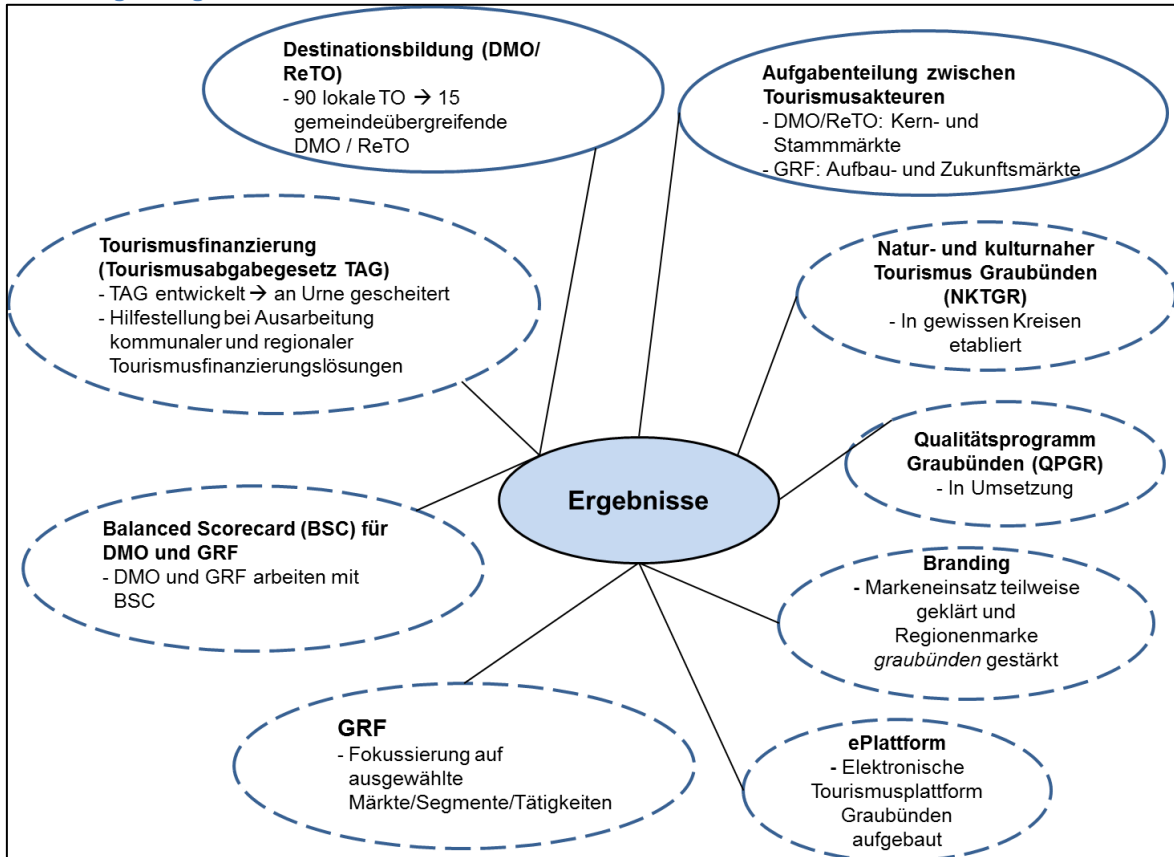 Destinationsbildung (DMO/
ReTO)
- 90 lokale TO → 15
gemeindeübergreifende
DMO / ReTO
Aufgabenteilung zwischen
Tourismusakteuren
- DMO/ReTO: Kern- und
Stammmärkte
- GRF: Aufbau- und Zukunftsmärkte
Tourismusfinanzierung
(Tourismusabgabegesetz TAG)
- TAG entwickelt → an Urne gescheitert
- Hilfestellung bei Ausarbeitung
kommunaler und regionaler
Tourismusfinanzierungslösungen
Natur- und kulturnaher
Tourismus Graubünden
(NKTGR)
- In gewissen Kreisen
etabliert
Qualitätsprogramm
Graubünden (QPGR)
- In Umsetzung
Ergebnisse
Balanced Scorecard (BSC) für
DMO und GRF
- DMO und GRF arbeiten mit
BSC
Branding
- Markeneinsatz teilweise
geklärt und
Regionenmarke
graubünden gestärkt
GRF
- Fokussierung auf
ausgewählte
Märkte/Segmente/Tätigkeiten
ePlattform
- Elektronische
Tourismusplattform
Graubünden
aufgebaut